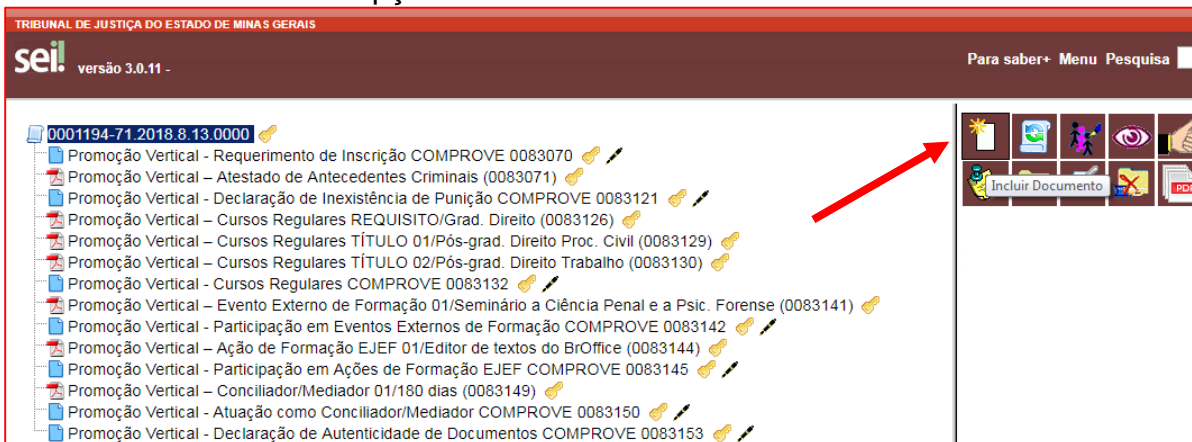 TRIBUNAL DE JUSTIÇA DO ESTADO DE MINAS GERAIS
sei! versão 3.0.11 -
Para saber+ Menu Pesquisa
0001194-71.2018.8.13.0000
Promoção Vertical - Requerimento de Inscrição COMPROVE 0083070
Promoção Vertical – Atestado de Antecedentes Criminais (0083071)
Promoção Vertical - Declaração de Inexistência de Punição COMPROVE 0083121
Incluir Documento
PDF
Promoção Vertical – Cursos Regulares REQUISITO/Grad. Direito (0083126)
Promoção Vertical – Cursos Regulares TÍTULO 01/Pós-grad. Direito Proc. Civil (0083129)
Promoção Vertical – Cursos Regulares TÍTULO 02/Pós-grad. Direito Trabalho (0083130)
Promoção Vertical - Cursos Regulares COMPROVE 0083132
Promoção Vertical – Evento Externo de Formação 01/Seminário a Ciência Penal e a Psic. Forense (0083141)
Promoção Vertical - Participação em Eventos Externos de Formação COMPROVE 0083142
Promoção Vertical – Ação de Formação EJEF 01/Editor de textos do BrOffice (0083144)
Promoção Vertical - Participação em Ações de Formação EJEF COMPROVE 0083145
Promoção Vertical – Conciliador/Mediador 01/180 dias (0083149)
Promoção Vertical - Atuação como Conciliador/Mediador COMPROVE 0083150
Promoção Vertical - Declaração de Autenticidade de Documentos COMPROVE 0083153